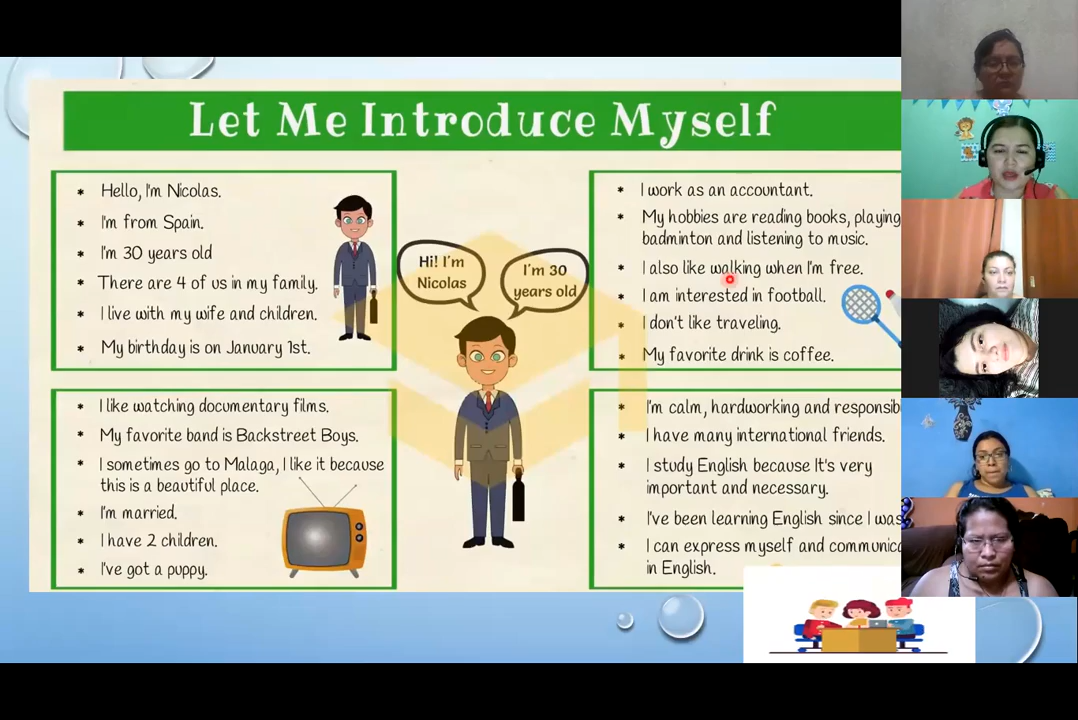 Let Me Introduce Myself
* Hello, I'm Nicolas.
* I'm from Spain.
* I'm 30 years old
* There are 4 of us in my family.
* I live with my wife and children.
* My birthday is on January 1st.
Hi! I'm
Nicolas
I'm 30
years old
* I work as an accountant.
* My hobbies are reading books, playing
badminton and listening to music.
* I also like walking when I'm free.
* I am interested in football.
* I don't like traveling.
* My favorite drink is coffee.
* I like watching documentary films.
* My favorite band is Backstreet Boys.
* I sometimes go to Malaga, I like it because
this is a beautiful place.
* I'm married.
* I have 2 children.
* I've got a puppy.
* I'm calm, hardworking and
* I have many international friends.
* I study English because It's very
important and necessary.
* I've been learning English since I was
* I can express myself and
in English.